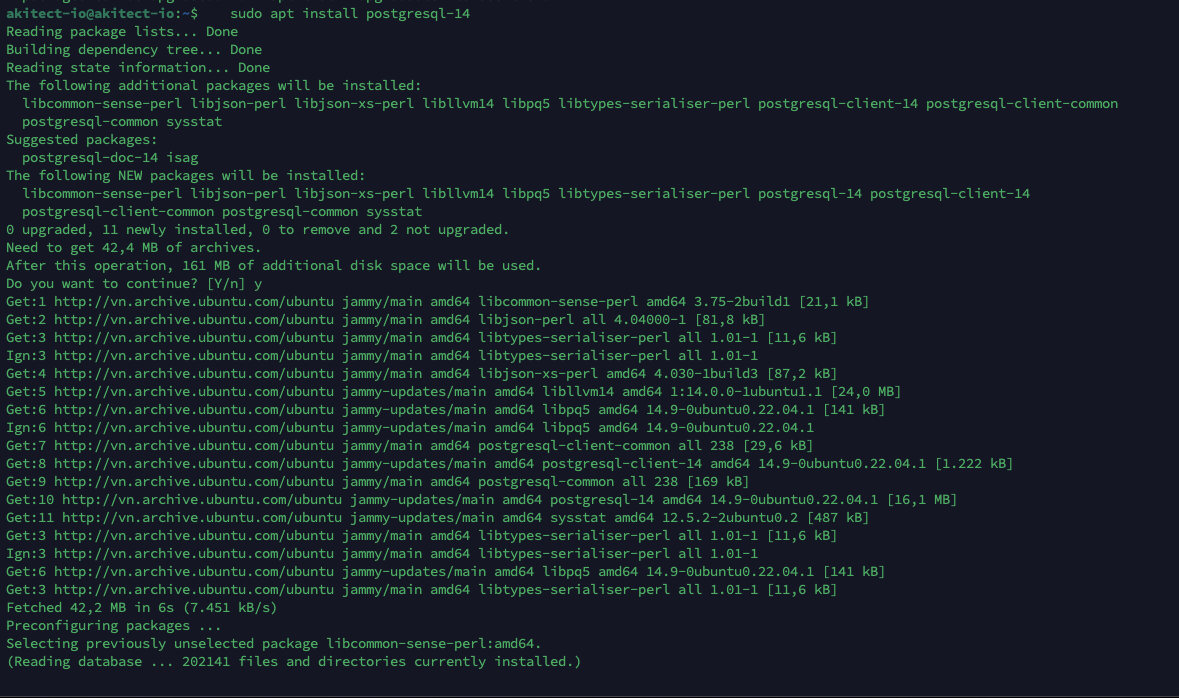 akitect-io@akitect-io:~$    sudo apt install postgresql-14
Reading package lists... Done
Building dependency tree... Done
Reading state information... Done
The following additional packages will be installed:
  libcommon-sense-perl libjson-perl libjson-xs-perl libllvm14 libpq5 libtypes-serialiser-perl postgresql-client-14 postgresql-client-common
  postgresql-common sysstat
Suggested packages:
  postgresql-doc-14 isag
The following NEW packages will be installed:
  libcommon-sense-perl libjson-perl libjson-xs-perl libllvm14 libpq5 libtypes-serialiser-perl postgresql-14 postgresql-client-14
  postgresql-client-common postgresql-common sysstat
0 upgraded, 11 newly installed, 0 to remove and 2 not upgraded.
Need to get 42,4 MB of archives.
After this operation, 161 MB of additional disk space will be used.
Do you want to continue? [Y/n] y
Get:1 http://vn.archive.ubuntu.com/ubuntu jammy/main amd64 libcommon-sense-perl amd64 3.75-2build1 [21,1 kB]
Get:2 http://vn.archive.ubuntu.com/ubuntu jammy/main amd64 libjson-perl all 4.04000-1 [81,8 kB]
Get:3 http://vn.archive.ubuntu.com/ubuntu jammy/main amd64 libtypes-serialiser-perl all 1.01-1 [11,6 kB]
Ign:3 http://vn.archive.ubuntu.com/ubuntu jammy/main amd64 libtypes-serialiser-perl all 1.01-1
Get:4 http://vn.archive.ubuntu.com/ubuntu jammy/main amd64 libjson-xs-perl amd64 4.030-1build3 [87,2 kB]
Get:5 http://vn.archive.ubuntu.com/ubuntu jammy-updates/main amd64 libllvm14 amd64 1:14.0.0-1ubuntu1.1 [24,0 MB]
Get:6 http://vn.archive.ubuntu.com/ubuntu jammy-updates/main amd64 libpq5 amd64 14.9-0ubuntu0.22.04.1 [141 kB]
Ign:6 http://vn.archive.ubuntu.com/ubuntu jammy-updates/main amd64 libpq5 amd64 14.9-0ubuntu0.22.04.1
Get:7 http://vn.archive.ubuntu.com/ubuntu jammy/main amd64 postgresql-client-common all 238 [29,6 kB]
Get:8 http://vn.archive.ubuntu.com/ubuntu jammy-updates/main amd64 postgresql-client-14 amd64 14.9-0ubuntu0.22.04.1 [1.222 kB]
Get:9 http://vn.archive.ubuntu.com/ubuntu jammy/main amd64 postgresql-common all 238 [169 kB]
Get:10 http://vn.archive.ubuntu.com/ubuntu jammy-updates/main amd64 postgresql-14 amd64 14.9-0ubuntu0.22.04.1 [16,1 MB]
Get:11 http://vn.archive.ubuntu.com/ubuntu jammy-updates/main amd64 sysstat amd64 12.5.2-2ubuntu0.2 [487 kB]
Get:3 http://vn.archive.ubuntu.com/ubuntu jammy/main amd64 libtypes-serialiser-perl all 1.01-1 [11,6 kB]
Ign:3 http://vn.archive.ubuntu.com/ubuntu jammy/main amd64 libtypes-serialiser-perl all 1.01-1
Get:6 http://vn.archive.ubuntu.com/ubuntu jammy-updates/main amd64 libpq5 amd64 14.9-0ubuntu0.22.04.1 [141 kB]
Get:3 http://vn.archive.ubuntu.com/ubuntu jammy/main amd64 libtypes-serialiser-perl all 1.01-1 [11,6 kB]
Fetched 42,2 MB in 6s (7.451 kB/s)
Preconfiguring packages ...
Selecting previously unselected package libcommon-sense-perl:amd64.
(Reading database ... 202141 files and directories currently installed.)